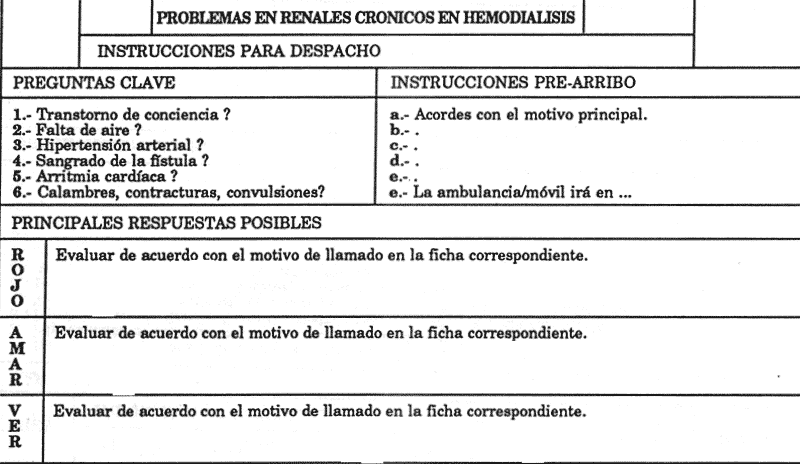 PROBLEMAS EN RENALES CRONICOS EN HEMODIALISIS
INSTRUCCIONES PARA DESPACHO
PREGUNTAS CLAVE
1.- Transtorno de conciencia ?
2.- Falta de aire ?
3.- Hipertensión arterial ?
4.- Sangrado de la fístula ?
5.- Arritmia cardíaca ?
6.- Calambres, contracturas, convulsiones?
INSTRUCCIONES PRE-ARRIBO
a.- Acordes con el motivo principal.
b.- .
c.- .
d.- .
e.- .
e.- La ambulancia/móvil irá en ...
PRINCIPALES RESPUESTAS POSIBLES
ROJO
Evaluar de acuerdo con el motivo de llamado en la ficha correspondiente.
AMAR
Evaluar de acuerdo con el motivo de llamado en la ficha correspondiente.
VER
Evaluar de acuerdo con el motivo de llamado en la ficha correspondiente.